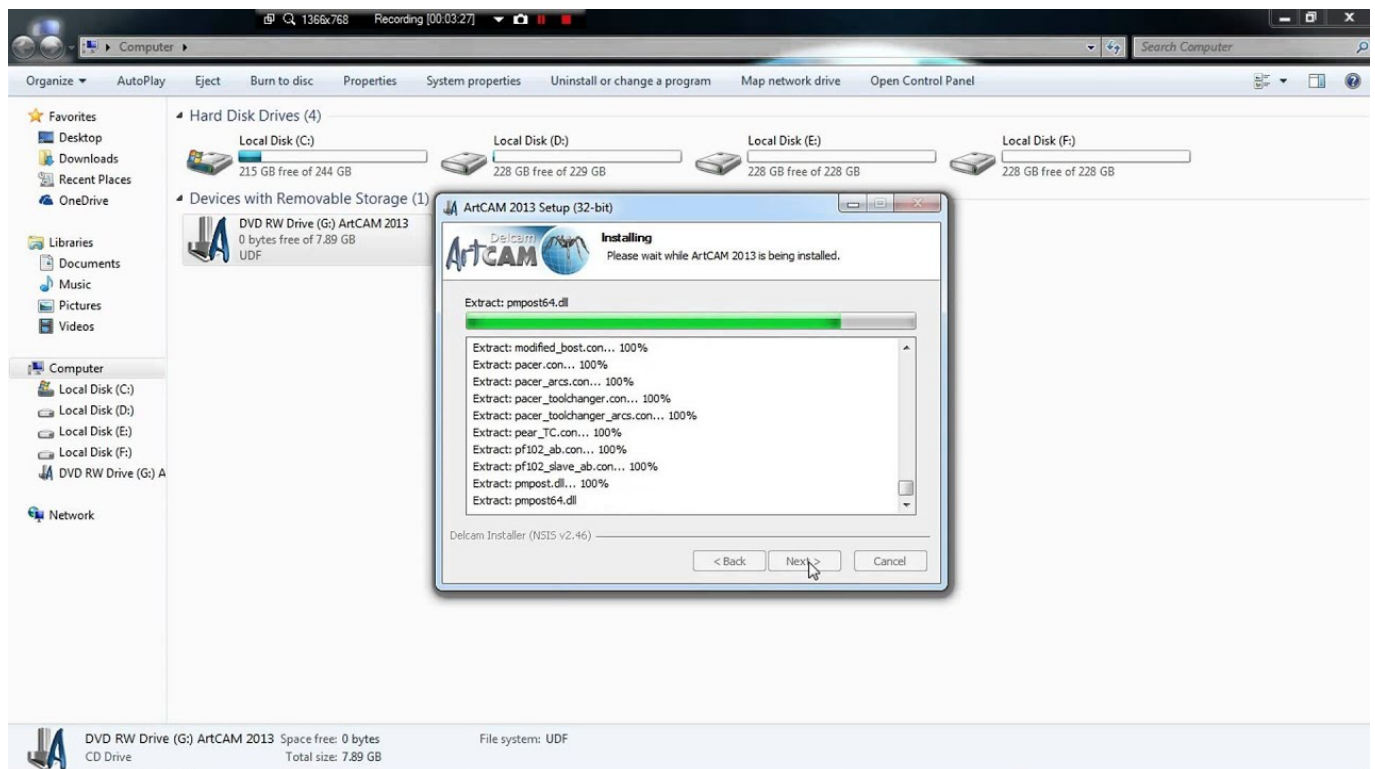 1366x768 Recording [00:03:27]
Computer
Search Computer
Organize AutoPlay Eject Burn to disc Properties System properties Uninstall or change a program Map network drive Open Control Panel
Favorites
Desktop
Downloads
Recent Places
OneDrive
Libraries
Documents
Music
Pictures
Videos
Computer
Local Disk (C:)
Local Disk (D:)
Local Disk (E:)
Local Disk (F:)
DVD RW Drive (G:) A
Network
Hard Disk Drives (4)
Local Disk (C:)
215 GB free of 244 GB
Local Disk (D:)
228 GB free of 229 GB
Local Disk (E:)
228 GB free of 228 GB
Local Disk (F:)
228 GB free of 228 GB
Devices with Removable Storage (1)
DVD RW Drive (G:) ArtCAM 2013
0 bytes free of 7.89 GB
UDF
ArtCAM 2013 Setup (32-bit)
Delcam
ArtCAM
Installing
Please wait while ArtCAM 2013 is being installed.
Extract: pmpost64.dll
Extract: modified_bost.con... 100%
Extract: pacer.con... 100%
Extract: pacer_arcs.con... 100%
Extract: pacer_toolchanger.con... 100%
Extract: pacer_toolchanger_arcs.con... 100%
Extract: pear_TC.con... 100%
Extract: pf102_ab.con... 100%
Extract: pf102_slave_ab.con... 100%
Extract: pmpost.dll... 100%
Extract: pmpost64.dll
Delcam Installer (NSIS v2.46)
< Back Next > Cancel
DVD RW Drive (G:) ArtCAM 2013 Space free: 0 bytes File system: UDF
CD Drive Total size: 7.89 GB